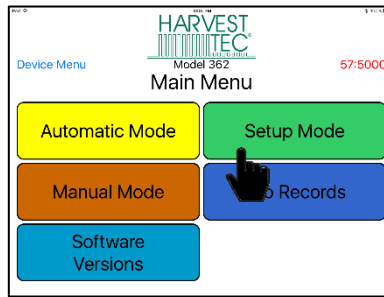 HARVEST
TEC
Device Menu
Model 362
57:5000
Main Menu
Automatic Mode
Setup Mode
Manual Mode
Records
Software
Versions